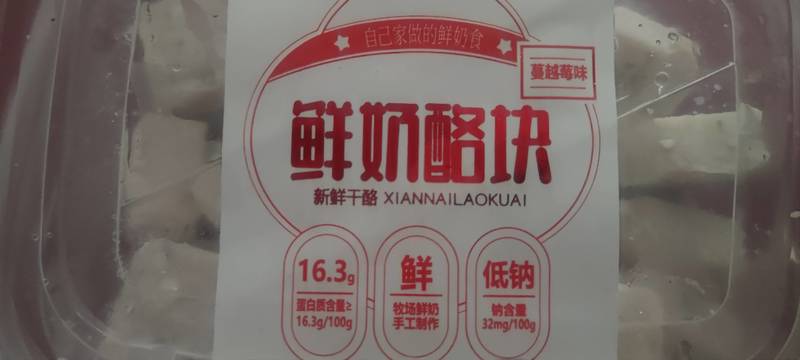 自己家做的鲜奶食
蔓越莓味
鲜奶酪块
新鲜干酪 XIANNAILAOKUAI
16.3g
蛋白质含量≥
16.3g/100g
鲜
牧场鲜奶
手工制作
低钠
钠含量
32mg/100g